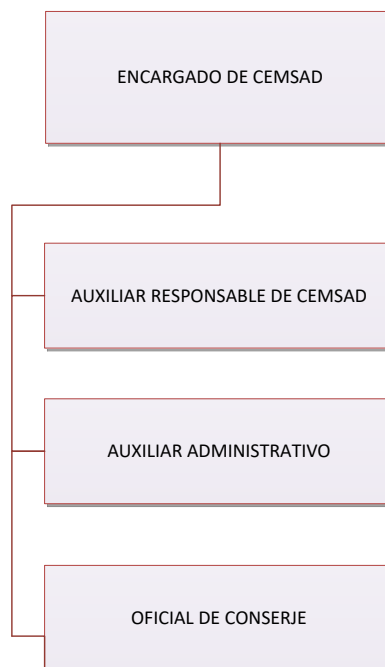 ENCARGADO DE CEMSAD
AUXILIAR RESPONSABLE DE CEMSAD
AUXILIAR ADMINISTRATIVO
OFICIAL DE CONSERJE